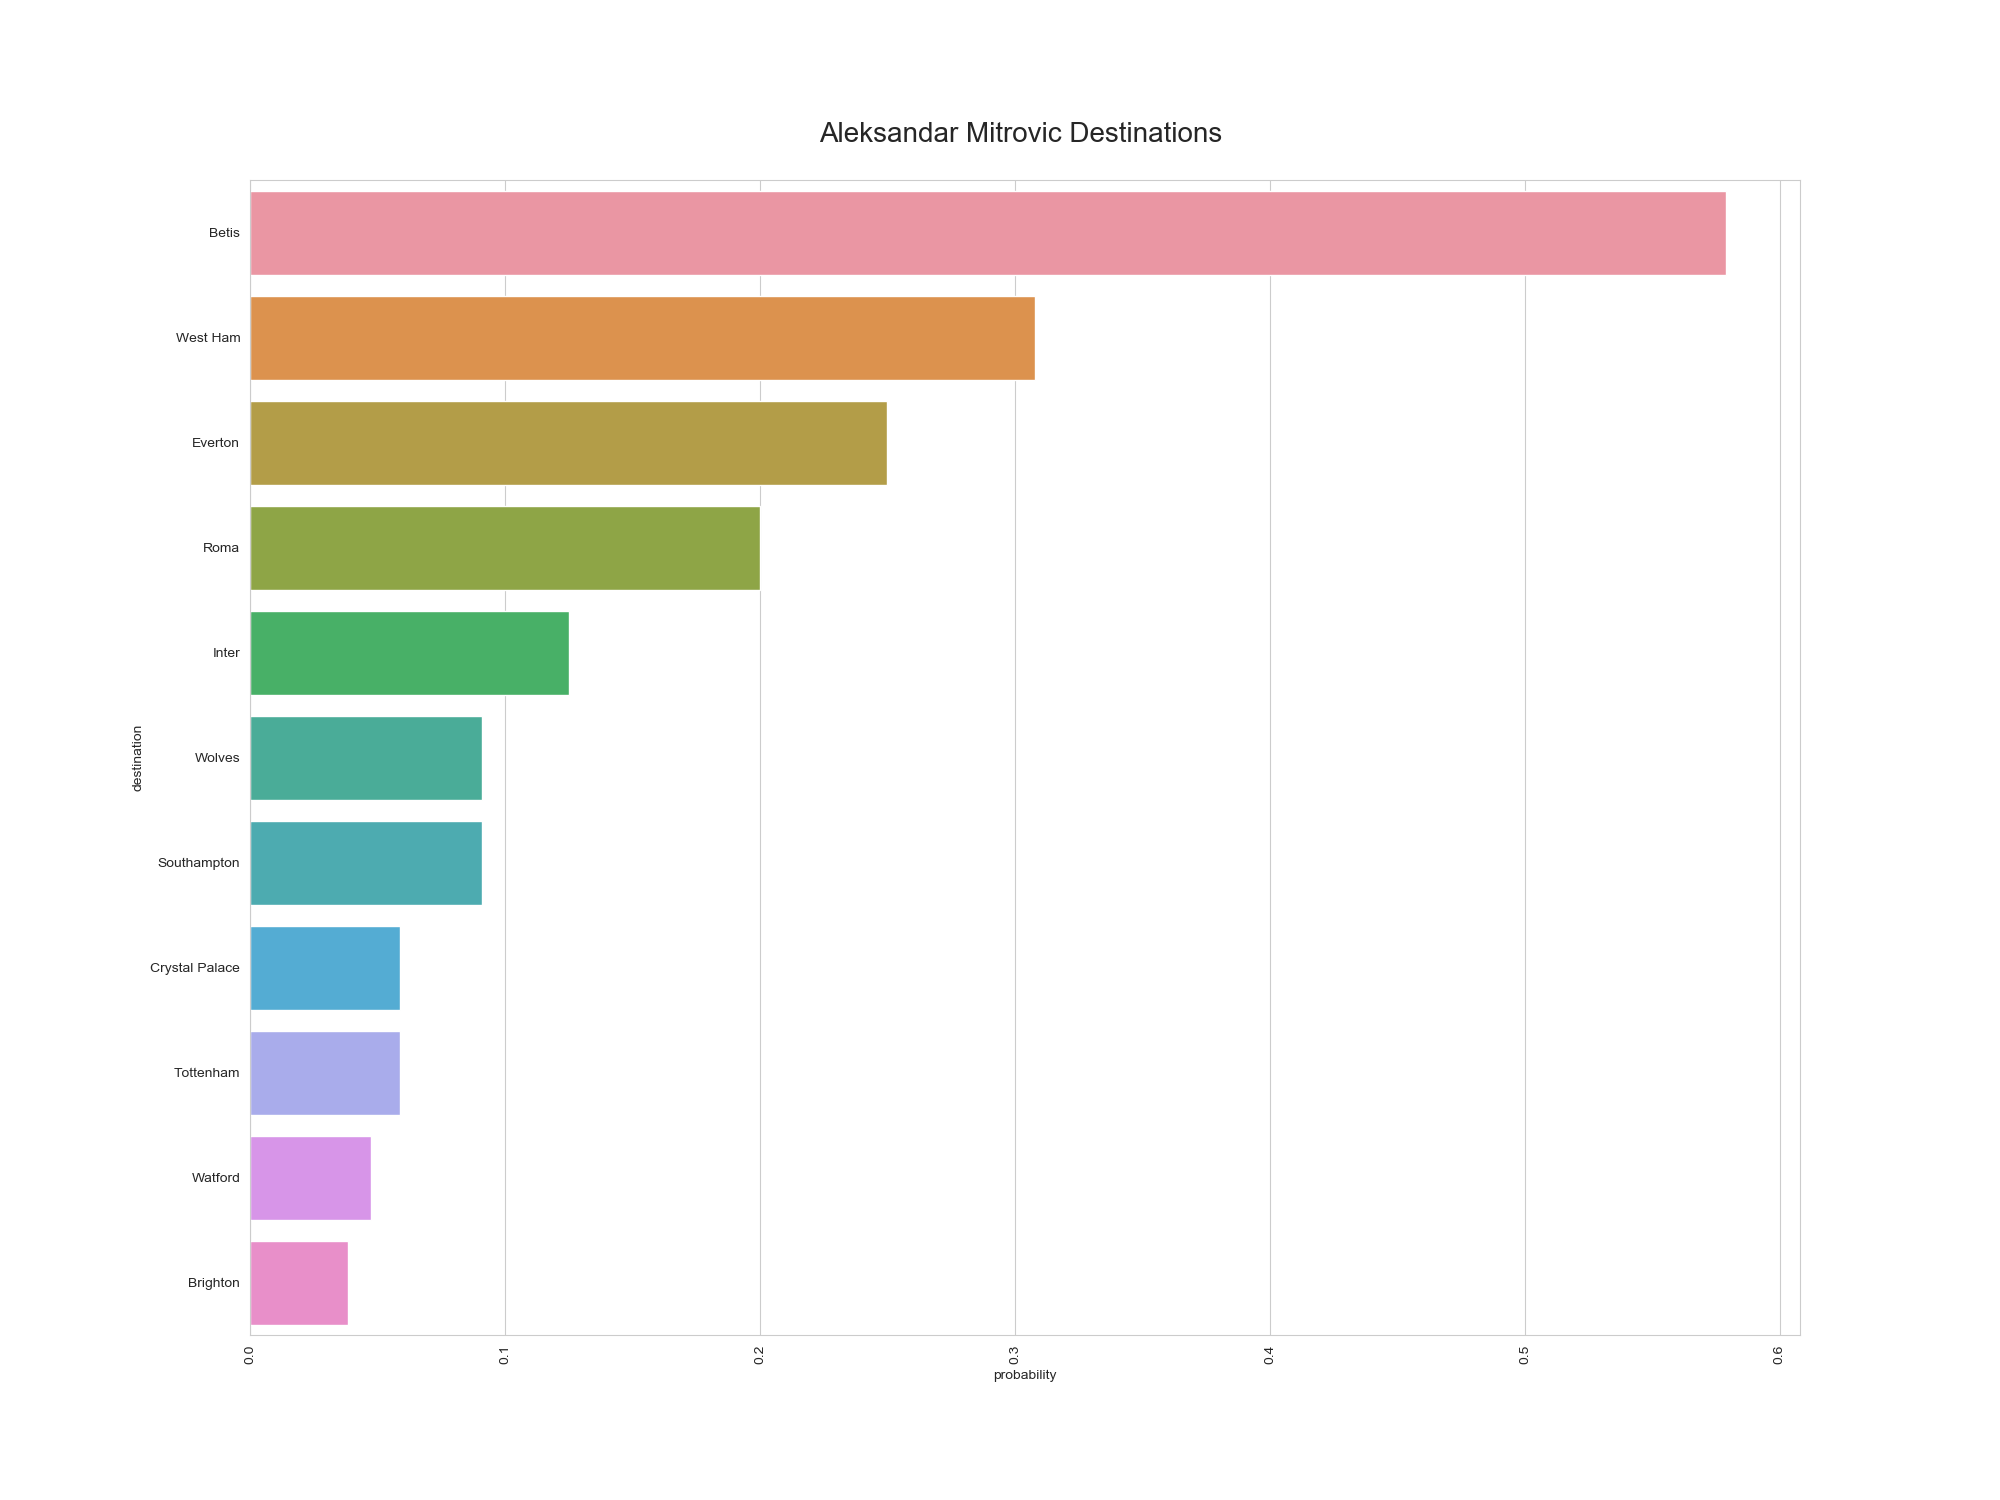 Aleksandar Mitrovic Destinations
Betis
West Ham
Everton
Roma
Inter
Wolves
Southampton
Crystal Palace
Tottenham
Watford
Brighton
destination
0.0 0.1 0.2 0.3 0.4 0.5 0.6
probability